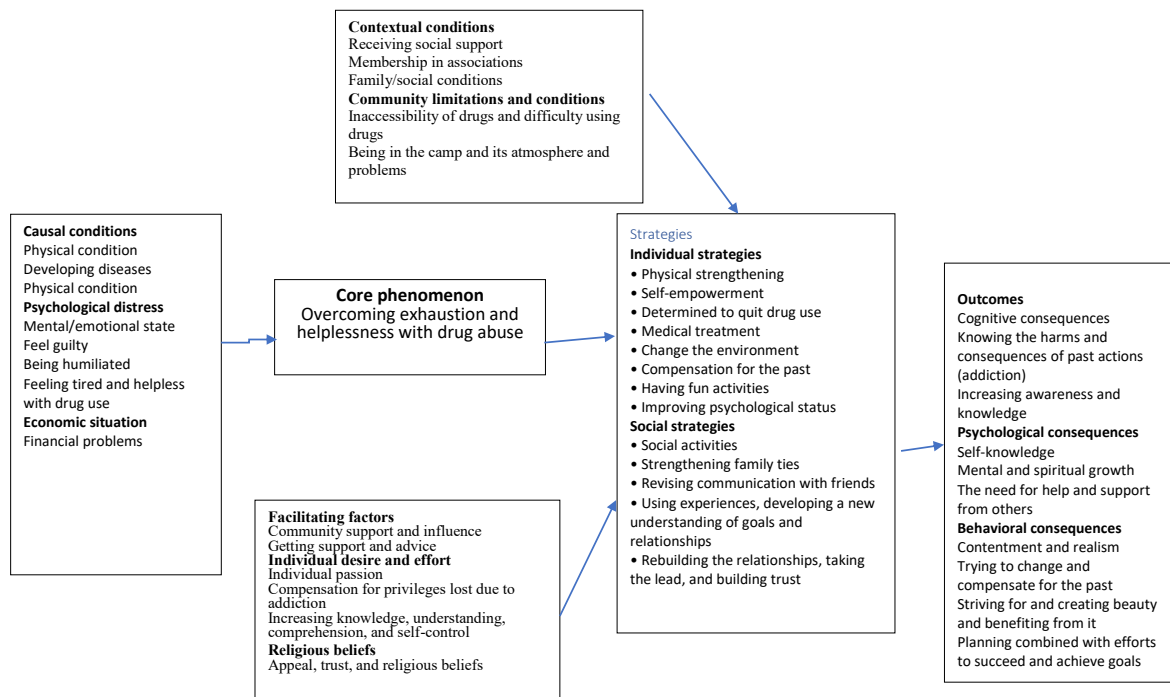 Contextual conditions
Receiving social support
Membership in associations
Family/social conditions
Community limitations and conditions
Inaccessibility of drugs and difficulty using
drugs
Being in the camp and its atmosphere and
problems
Causal conditions
Physical condition
Developing diseases
Physical condition
Psychological distress
Mental/emotional state
Feel guilty
Being humiliated
Feeling tired and helpless
with drug use
Economic situation
Financial problems
Core phenomenon
Overcoming exhaustion and
helplessness with drug abuse
Facilitating factors
Community support and influence
Getting support and advice
Individual desire and effort
Individual passion
Compensation for privileges lost due to
addiction
Increasing knowledge, understanding,
comprehension, and self-control
Religious beliefs
Appeal, trust, and religious beliefs
Strategies
Individual strategies
• Physical strengthening
• Self-empowerment
• Determined to quit drug use
• Medical treatment
• Change the environment
• Compensation for the past
• Having fun activities
• Improving psychological status
Social strategies
• Social activities
• Strengthening family ties
• Revising communication with friends
• Using experiences, developing a new
understanding of goals and
relationships
• Rebuilding the relationships, taking
the lead, and building trust
Outcomes
Cognitive consequences
Knowing the harms and
consequences of past actions
(addiction)
Increasing awareness and
knowledge
Psychological consequences
Self-knowledge
Mental and spiritual growth
The need for help and support
from others
Behavioral consequences
Contentment and realism
Trying to change and
compensate for the past
Striving for and creating beauty
and benefiting from it
Planning combined with efforts
to succeed and achieve goals